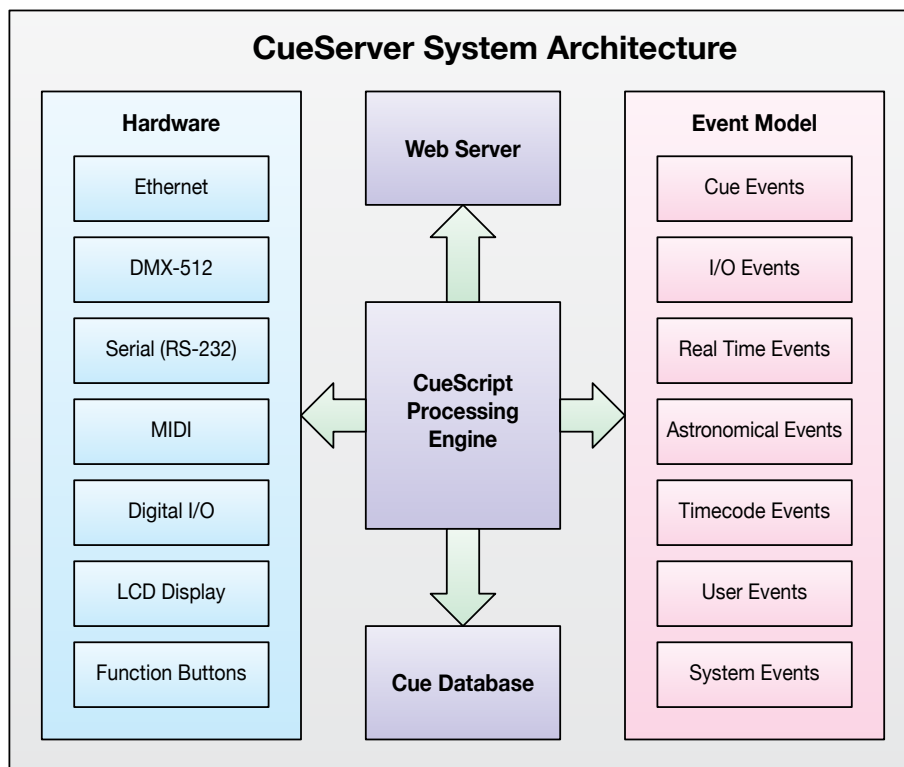 CueServer System Architecture
Hardware
Ethernet
DMX-512
Serial (RS-232)
MIDI
Digital I/O
LCD Display
Function Buttons
Web Server
CueScript
Processing
Engine
Cue Database
Event Model
Cue Events
I/O Events
Real Time Events
Astronomical Events
Timecode Events
User Events
System Events